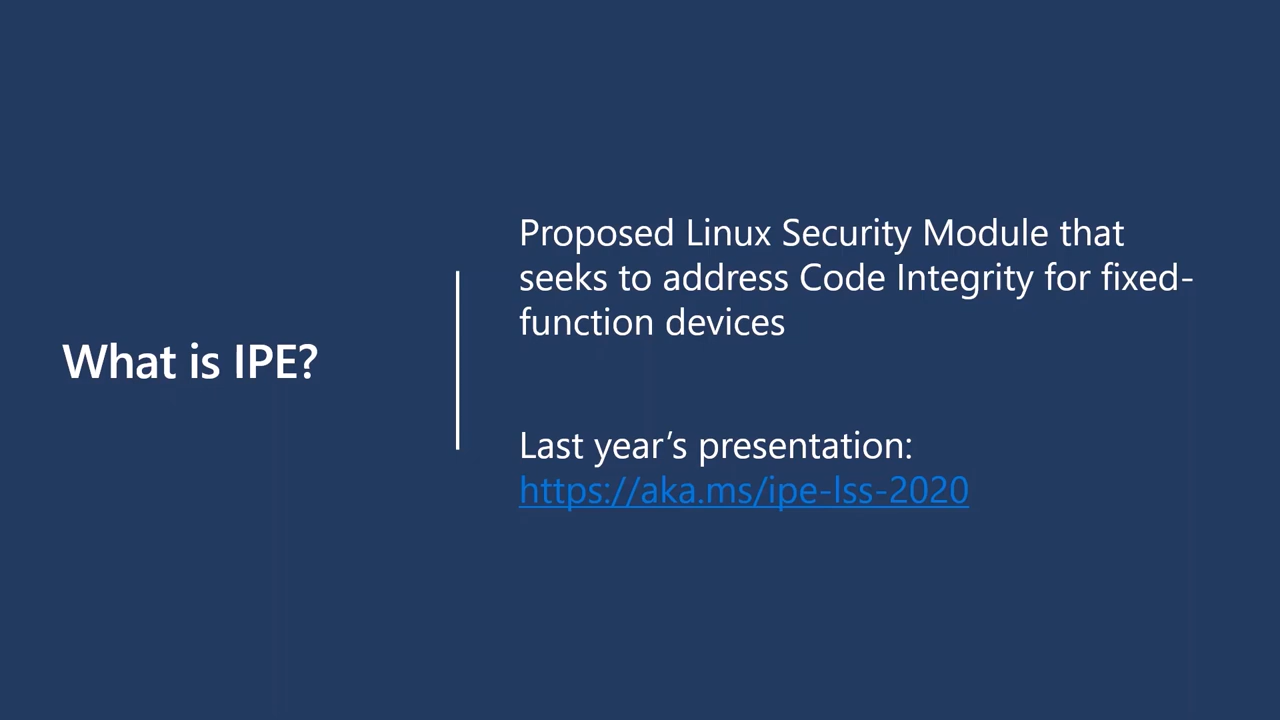 What is IPE?
Proposed Linux Security Module that
seeks to address Code Integrity for fixed-
function devices
Last year’s presentation:
https://aka.ms/ipe-lss-2020